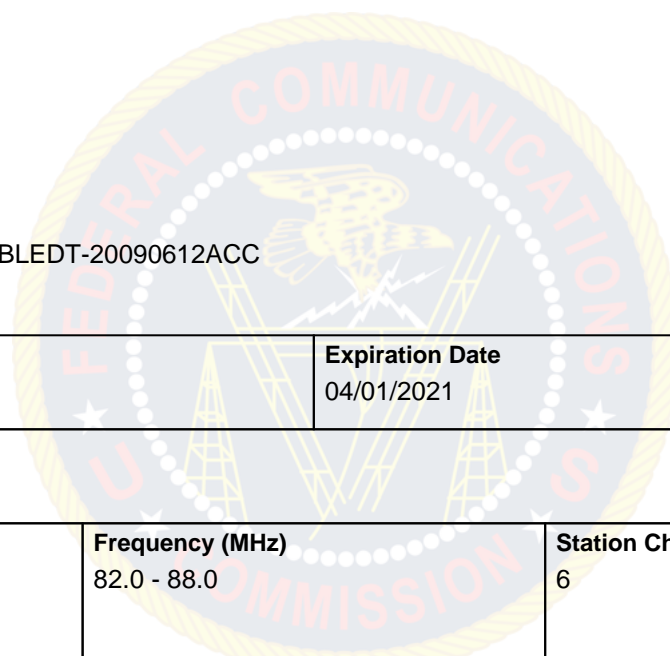 BLEDT-20090612ACC
Expiration Date
04/01/2021
Frequency (MHz)
82.0 - 88.0
Station Ch
6
FEDERAL COMMUNICATIONS
COMMISSION
U S